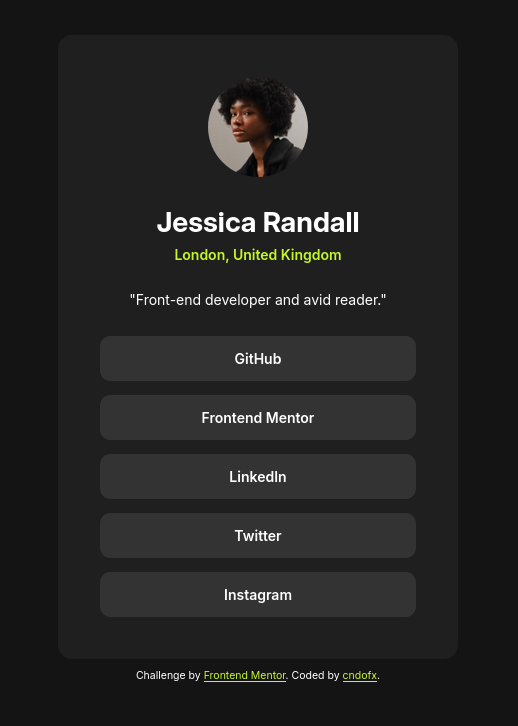 Jessica Randall
London, United Kingdom
"Front-end developer and avid reader."
GitHub
Frontend Mentor
LinkedIn
Twitter
Instagram
Challenge by Frontend Mentor. Coded by cndofx.